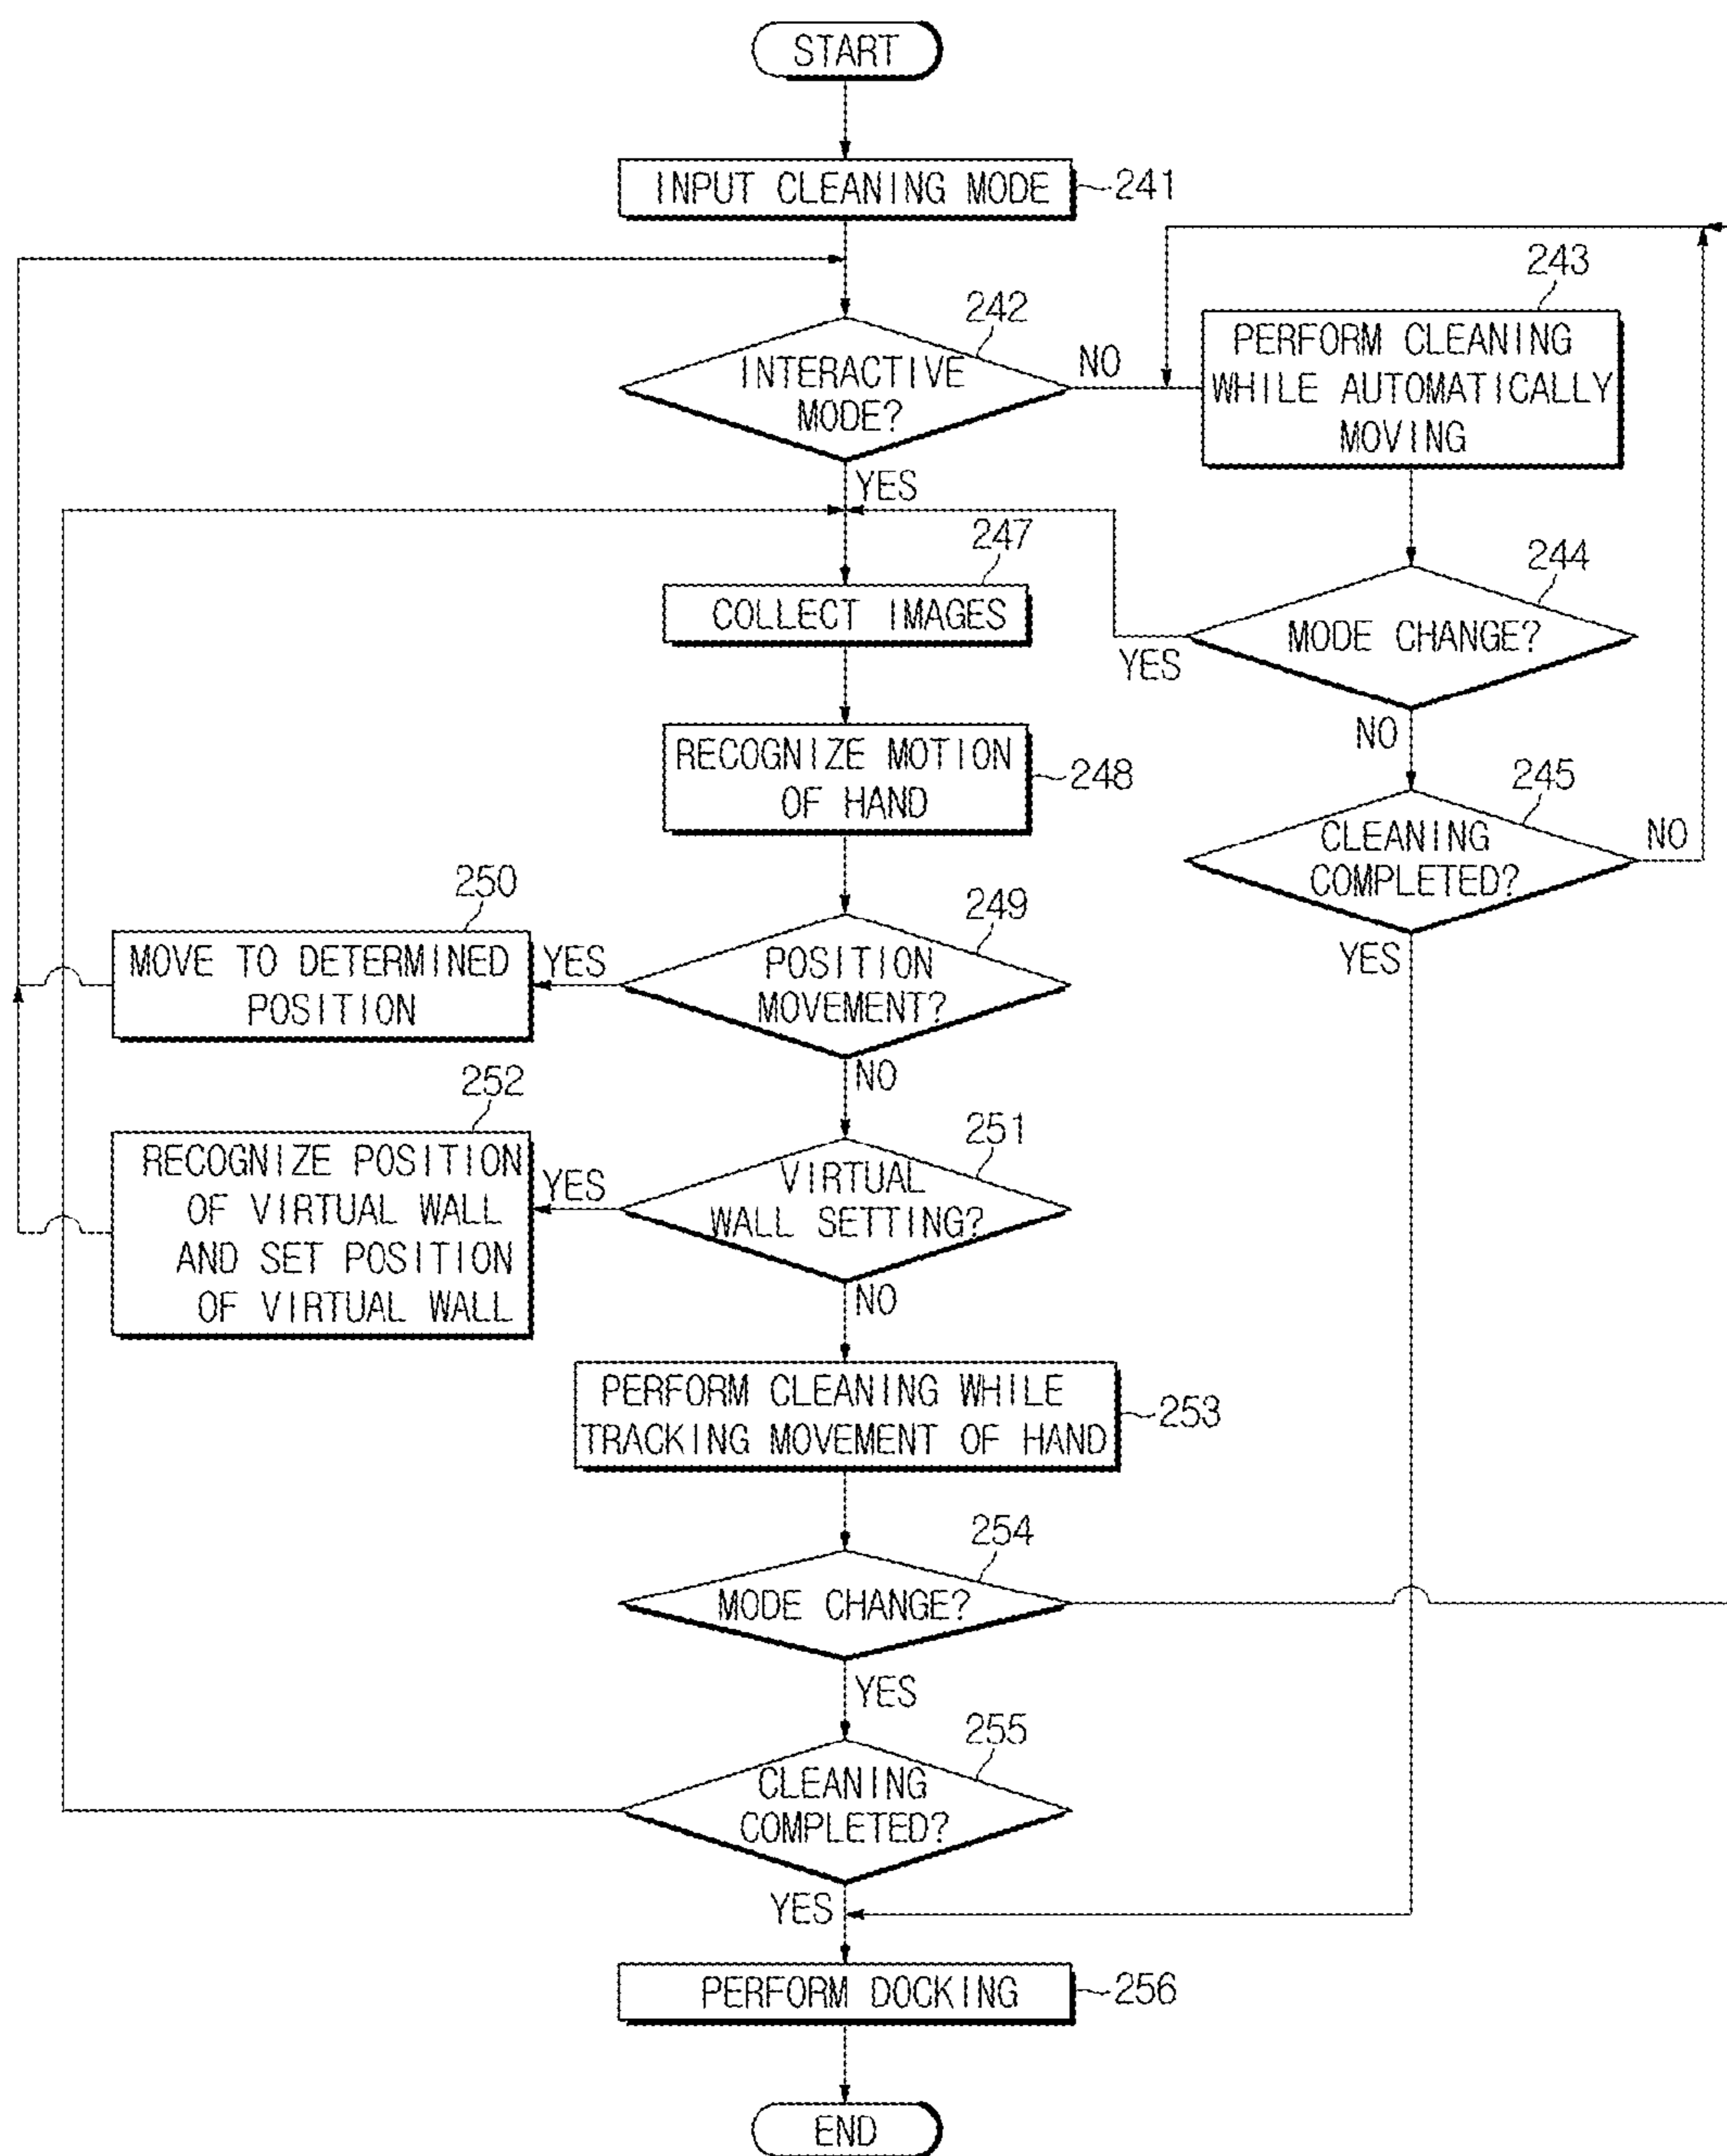 START
INPUT CLEANING MODE
241
243
242
INTERACTIVE
MODE?
NO
PERFORM CLEANING
WHILE AUTOMATICALLY
MOVING
YES
247
COLLECT IMAGES
244
MODE CHANGE?
YES
NO
RECOGNIZE MOTION
OF HAND
248
245
CLEANING
COMPLETED?
NO
YES
250
MOVE TO DETERMINED
POSITION
YES
249
POSITION
MOVEMENT?
NO
252
RECOGNIZE POSITION
OF VIRTUAL WALL
AND SET POSITION
OF VIRTUAL WALL
YES
251
VIRTUAL
WALL SETTING?
NO
PERFORM CLEANING WHILE
TRACKING MOVEMENT OF HAND
253
254
MODE CHANGE?
YES
255
CLEANING
COMPLETED?
YES
PERFORM DOCKING
256
END